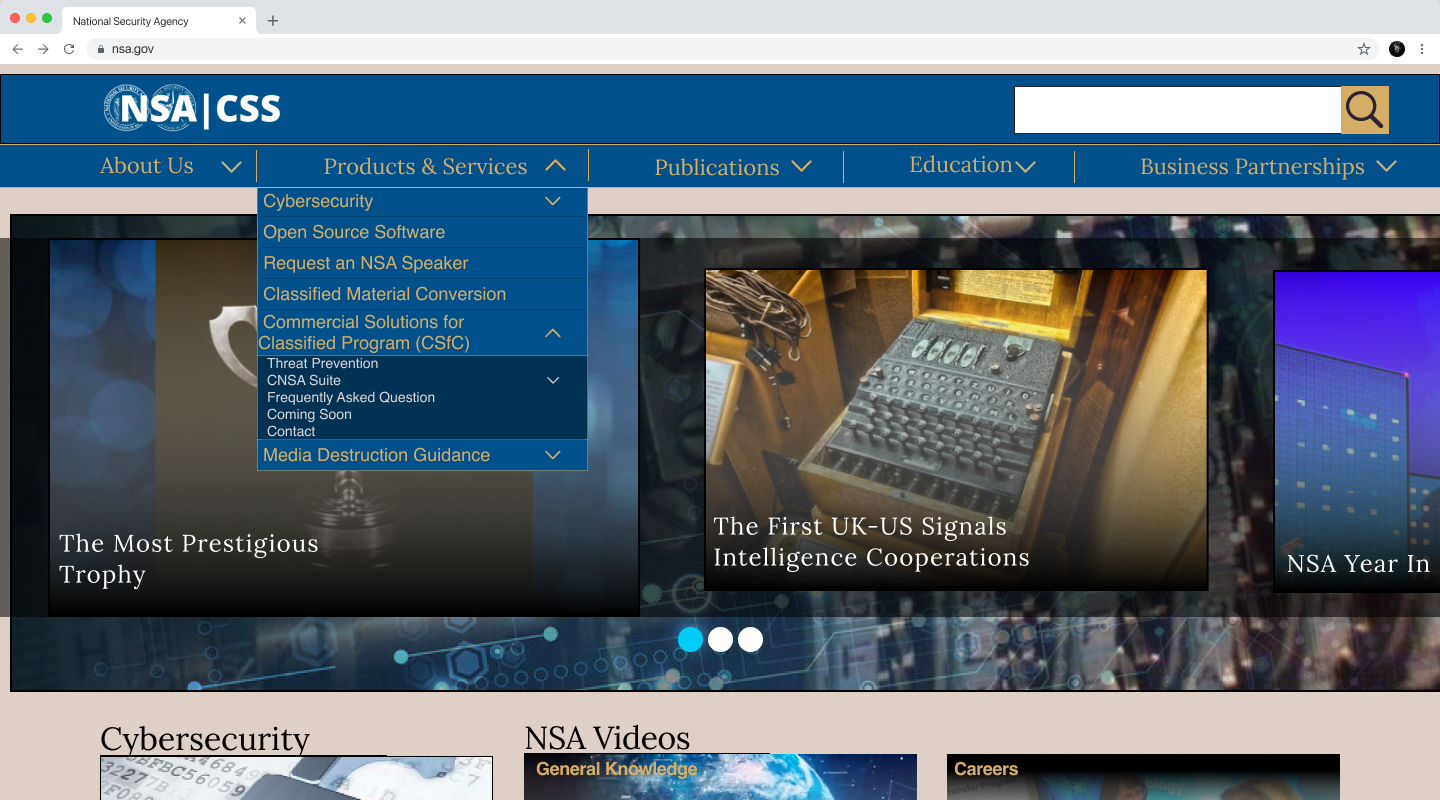 National Security Agency
nsa.gov
NSA|CSS
About Us
Products & Services
Publications
Education
Business Partnerships
Cybersecurity
Open Source Software
Request an NSA Speaker
Classified Material Conversion
Commercial Solutions for
Classified Program (CSfC)
Threat Prevention
CNSA Suite
Frequently Asked Question
Coming Soon
Contact
Media Destruction Guidance
The Most Prestigious
Trophy
The First UK-US Signals
Intelligence Cooperations
NSA Year In
Cybersecurity
NSA Videos
General Knowledge
Careers